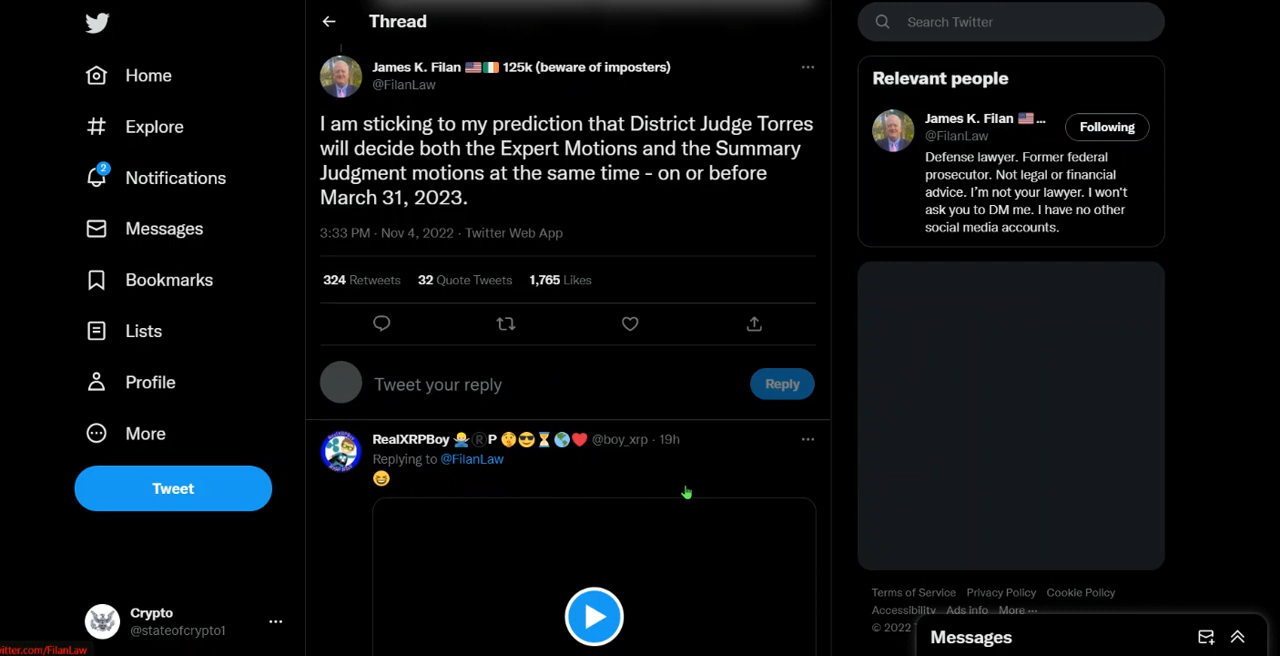 Home
Explore
2
Notifications
Messages
Bookmarks
Lists
Profile
More
Tweet
Crypto
@stateofcrypto1
itter.com/FilanLaw
Thread
James K. Filan 🇺🇸🇮🇪 125k (beware of imposters)
@FilanLaw
I am sticking to my prediction that District Judge Torres
will decide both the Expert Motions and the Summary
Judgment motions at the same time - on or before
March 31, 2023.
3:33 PM · Nov 4, 2022 · Twitter Web App
324 Retweets 32 Quote Tweets 1,765 Likes
Tweet your reply
Reply
RealXRPBoy 🙅‍♂️ⓇP 🤫😎⏳🌎❤️ @boy_xrp · 19h
Replying to @FilanLaw
😆
Search Twitter
Relevant people
James K. Filan 🇺🇸 ...
@FilanLaw
Following
Defense lawyer. Former federal
prosecutor. Not legal or financial
advice. I'm not your lawyer. I won't
ask you to DM me. I have no other
social media accounts.
Terms of Service Privacy Policy Cookie Policy
Accessibility Ads info More ···
© 2022
Messages